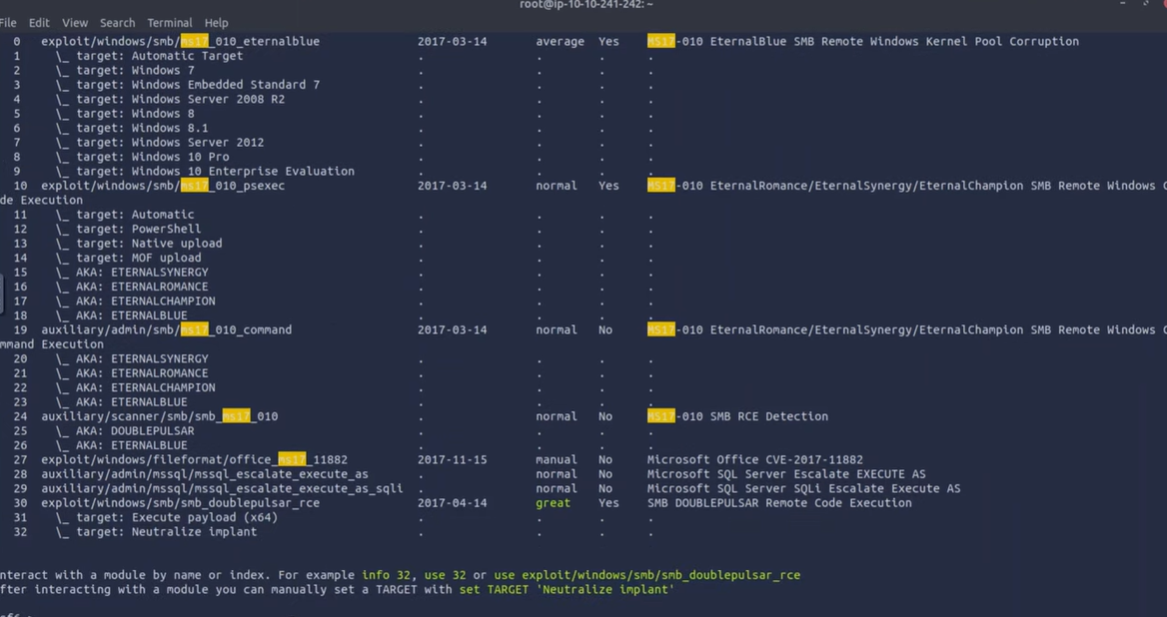 root@ip-10-10-241-242: ~
File Edit View Search Terminal Help
0 exploit/windows/smb/ms17_010_eternalblue 2017-03-14 average Yes MS17-010 EternalBlue SMB Remote Windows Kernel Pool Corruption
1 \_ target: Automatic Target . . . .
2 \_ target: Windows 7 . . . .
3 \_ target: Windows Embedded Standard 7 . . . .
4 \_ target: Windows Server 2008 R2 . . . .
5 \_ target: Windows 8 . . . .
6 \_ target: Windows 8.1 . . . .
7 \_ target: Windows Server 2012 . . . .
8 \_ target: Windows 10 Pro . . . .
9 \_ target: Windows 10 Enterprise Evaluation . . . .
10 exploit/windows/smb/ms17_010_psexec 2017-03-14 normal Yes MS17-010 EternalRomance/EternalSynergy/EternalChampion SMB Remote Windows C
de Execution
11 \_ target: Automatic . . . .
12 \_ target: PowerShell . . . .
13 \_ target: Native upload . . . .
14 \_ target: MOF upload . . . .
15 \_ AKA: ETERNALSYNERGY . . . .
16 \_ AKA: ETERNALROMANCE . . . .
17 \_ AKA: ETERNALCHAMPION . . . .
18 \_ AKA: ETERNALBLUE . . . .
19 auxiliary/admin/smb/ms17_010_command 2017-03-14 normal No MS17-010 EternalRomance/EternalSynergy/EternalChampion SMB Remote Windows C
mmand Execution
20 \_ AKA: ETERNALSYNERGY . . . .
21 \_ AKA: ETERNALROMANCE . . . .
22 \_ AKA: ETERNALCHAMPION . . . .
23 \_ AKA: ETERNALBLUE . . . .
24 auxiliary/scanner/smb/smb_ms17_010 . normal No MS17-010 SMB RCE Detection
25 \_ AKA: DOUBLEPULSAR . . . .
26 \_ AKA: ETERNALBLUE . . . .
27 exploit/windows/fileformat/office_ms17_11882 2017-11-15 manual No Microsoft Office CVE-2017-11882
28 auxiliary/admin/mssql/mssql_escalate_execute_as . normal No Microsoft SQL Server Escalate EXECUTE AS
29 auxiliary/admin/mssql/mssql_escalate_execute_as_sqli . normal No Microsoft SQL Server SQLi Escalate Execute AS
30 exploit/windows/smb/smb_doublepulsar_rce 2017-04-14 great Yes SMB DOUBLEPULSAR Remote Code Execution
31 \_ target: Execute payload (x64) . . . .
32 \_ target: Neutralize implant . . . .
nteract with a module by name or index. For example info 32, use 32 or use exploit/windows/smb/smb_doublepulsar_rce
fter interacting with a module you can manually set a TARGET with set TARGET 'Neutralize implant'